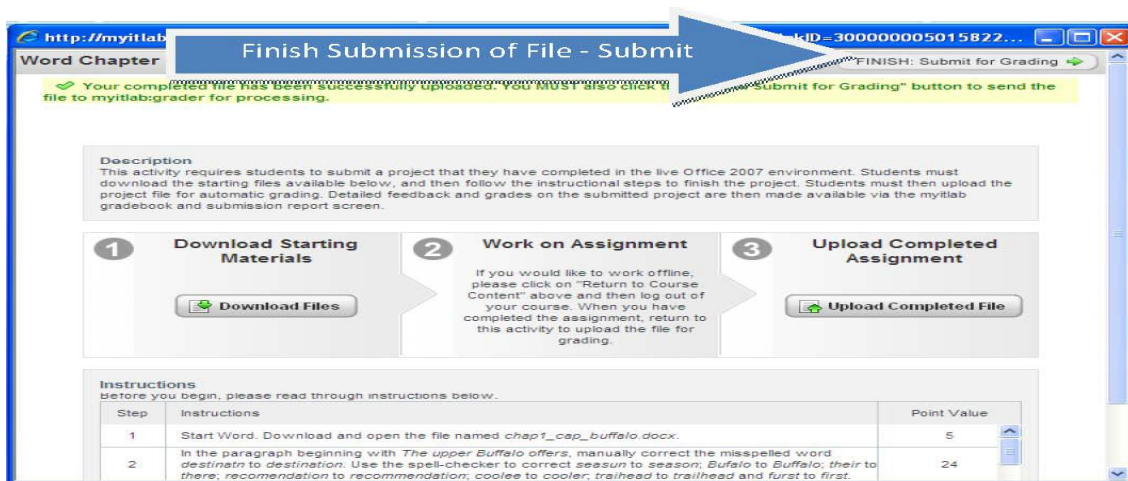 http://myitlab
kID=300000005015822...
Finish Submission of File - Submit
Word Chapter
FINISH: Submit for Grading
Your completed file has been successfully uploaded. You MUST also click the Submit for Grading" button to send the
file to myitlab:grader for processing.
Description
This activity requires students to submit a project that they have completed in the live Office 2007 environment. Students must
download the starting files available below, and then follow the instructional steps to finish the project. Students must then upload the
project file for automatic grading. Detailed feedback and grades on the submitted project are then made available via the myitlab
gradebook and submission report screen.
1
Download Starting
Materials
Download Files
2
Work on Assignment
If you would like to work offline,
please click on "Return to Course
Content" above and then log out of
your course. When you have
completed the assignment, return to
this activity to upload the file for
grading.
3
Upload Completed
Assignment
Upload Completed File
Instructions
Before you begin, please read through instructions below.
Step Instructions Point Value
1 Start Word. Download and open the file named chap1_cap_buffalo.docx. 5
In the paragraph beginning with The upper Buffalo offers, manually correct the misspelled word
2 destinatn to destination. Use the spell-checker to correct seasun to season; Bufalo to Buffalo; their to 24
there; recomendation to recommendation; coolee to cooler; traihead to trailhead and furst to first.